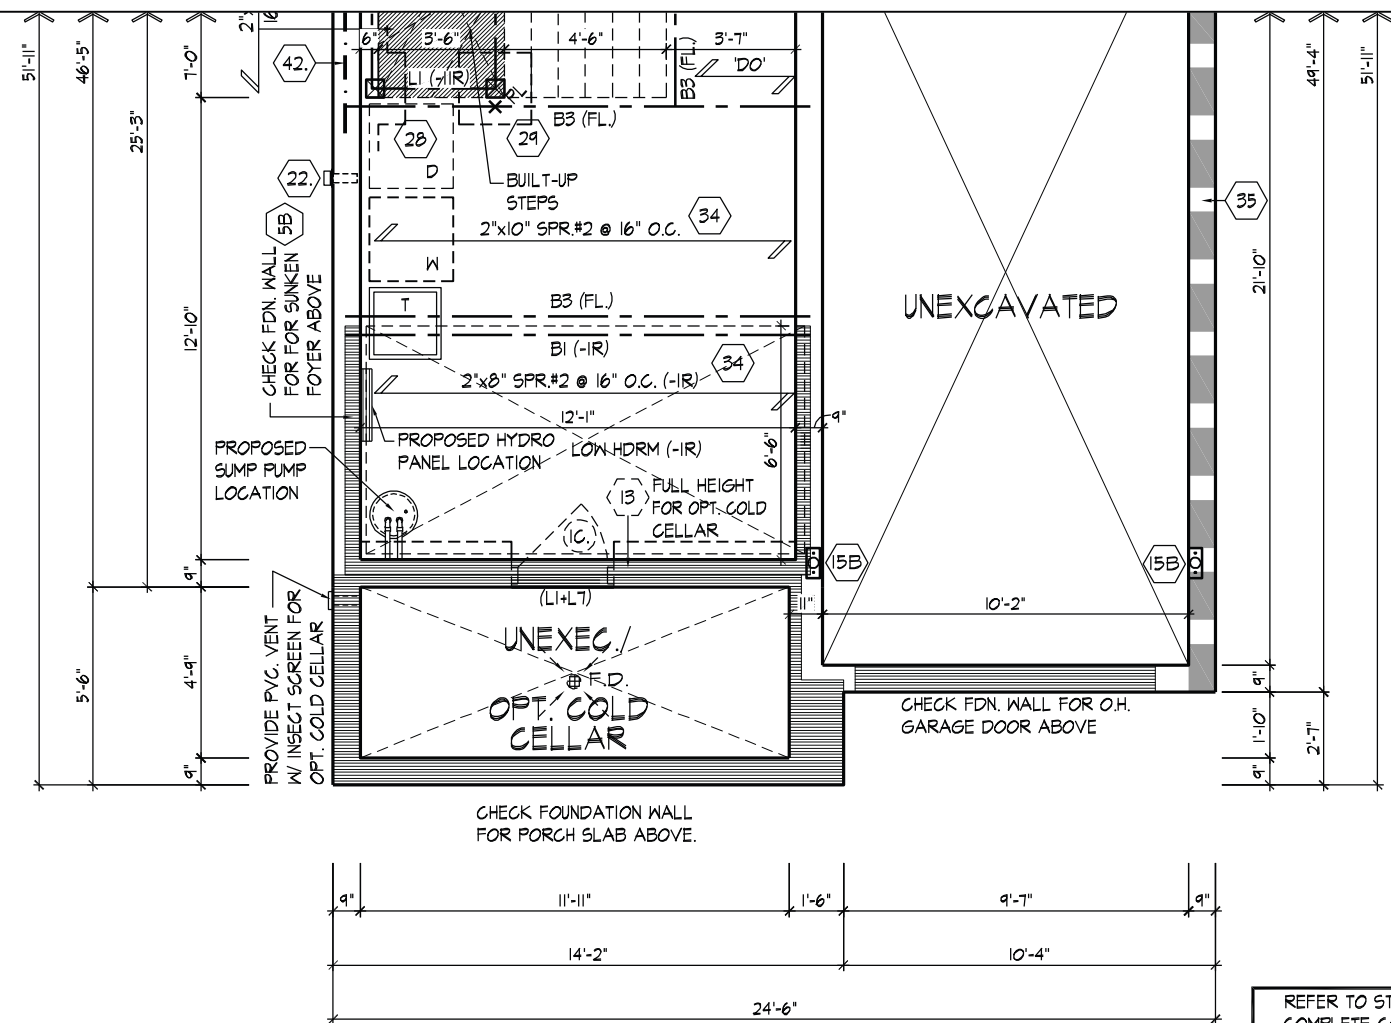 51'-11"
46'-5"
25'-3"
7'-0"
2"x
42.
6"
3'-6"
4'-6"
3'-7"
L1 (-1R)
B3 (FL.)
'DO'
49'-4"
51'-11"
B3 (FL.)
28
29
D
22.
BUILT-UP
STEPS
5B
34
35
2"x10" SPR.#2 @ 16" O.C.
W
CHECK FDN. WALL
FOR FOR SUNKEN
FOYER ABOVE
T
B3 (FL.)
UNEXCAVATED
21'-10"
12'-10"
B1 (-1R)
34
2"x8" SPR.#2 @ 16" O.C. (-1R)
12'-1"
9"
PROPOSED
SUMP PUMP
LOCATION
PROPOSED HYDRO
PANEL LOCATION
LOW HDRM (-1R)
6'-6"
13
FULL HEIGHT
FOR OPT. COLD
CELLAR
1C.
15B
15B
9"
(L1+L7)
11"
10'-2"
PROVIDE PVC. VENT
W/ INSECT SCREEN FOR
OPT. COLD CELLAR
UNEXEC./
F.D.
OPT. COLD
CELLAR
5'-6"
4'-9"
9"
CHECK FDN. WALL FOR O.H.
GARAGE DOOR ABOVE
9"
1'-10"
9"
2'-7"
CHECK FOUNDATION WALL
FOR PORCH SLAB ABOVE.
9"
11'-11"
1'-6"
9'-7"
9"
14'-2"
10'-4"
24'-6"
REFER TO ST